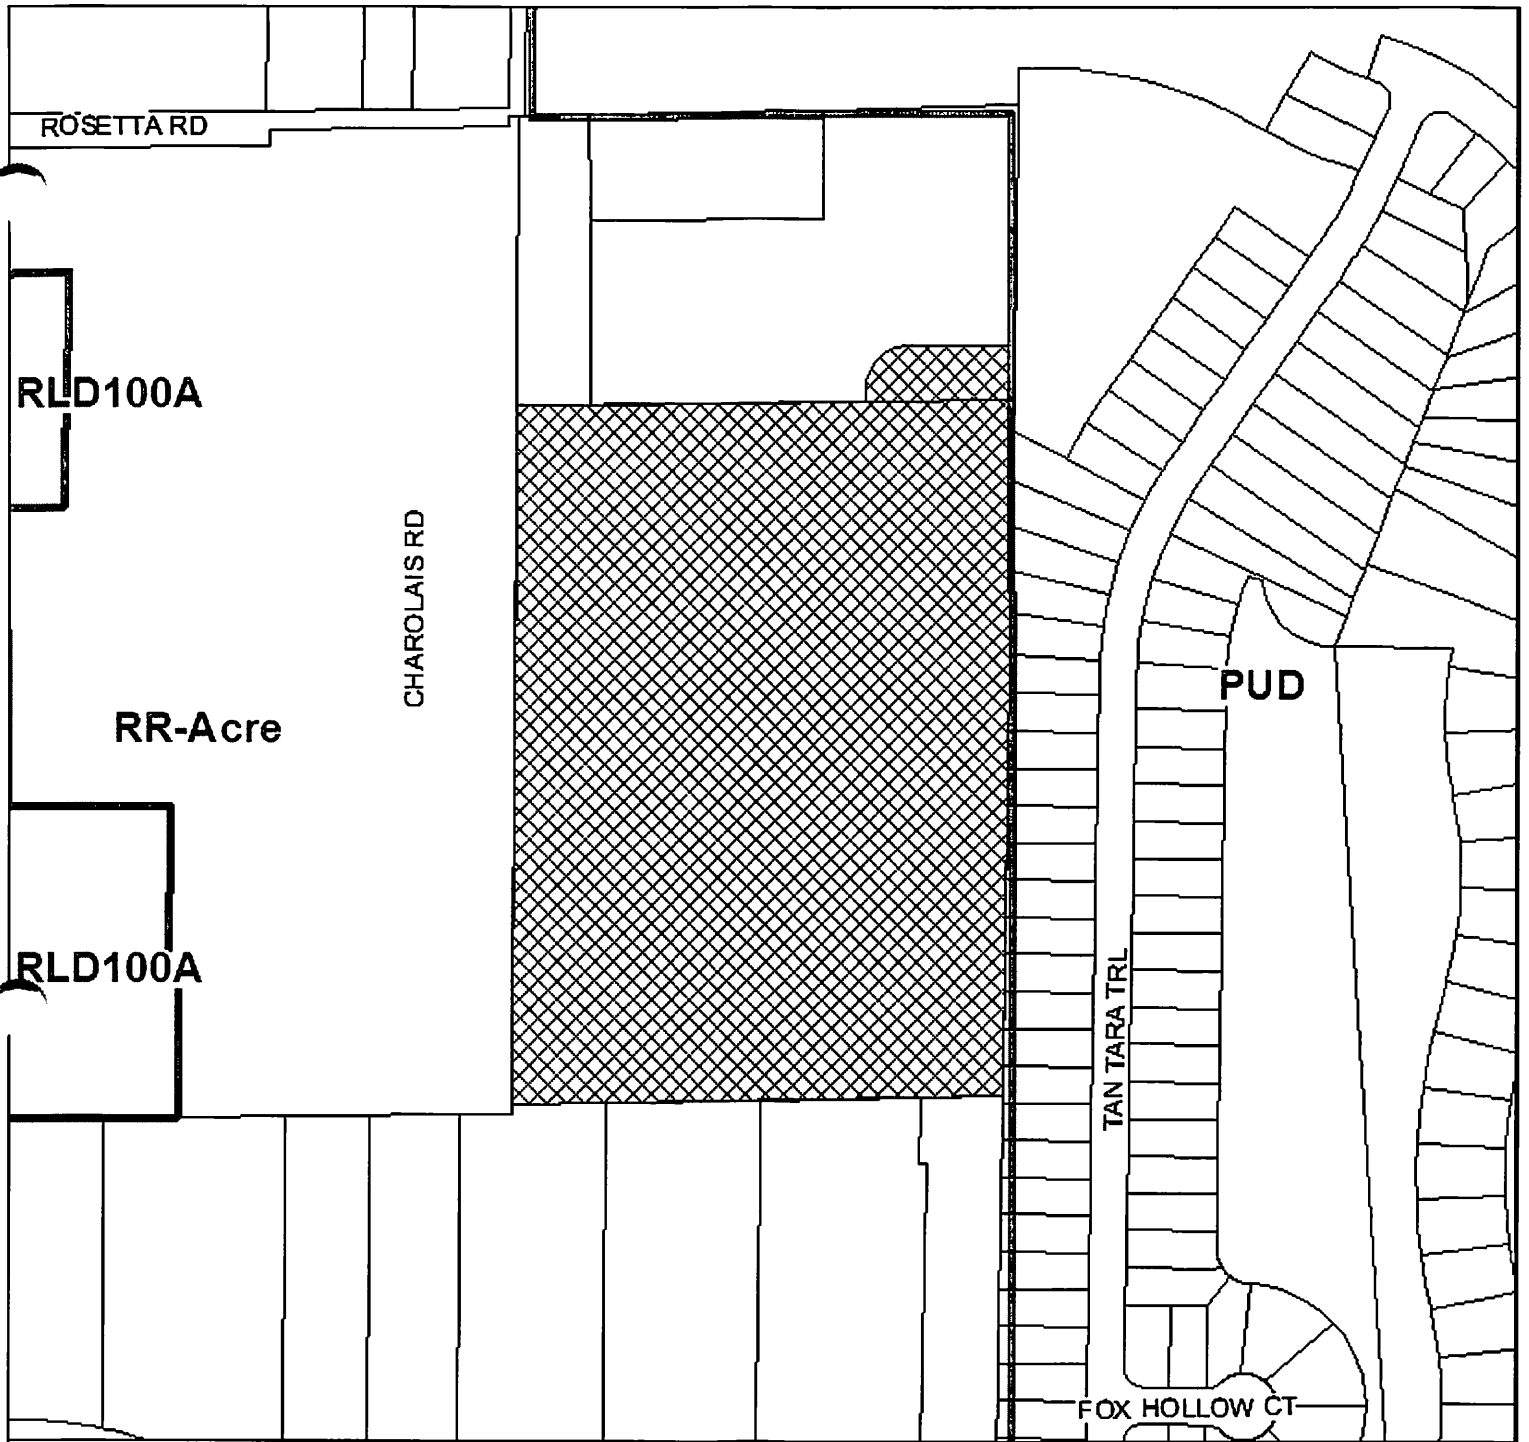 ROSETTA RD
RLD100A
CHAROLAIS RD
PUD
RR-Acre
RLD100A
TAN TARA TRL
FOX HOLLOW CT